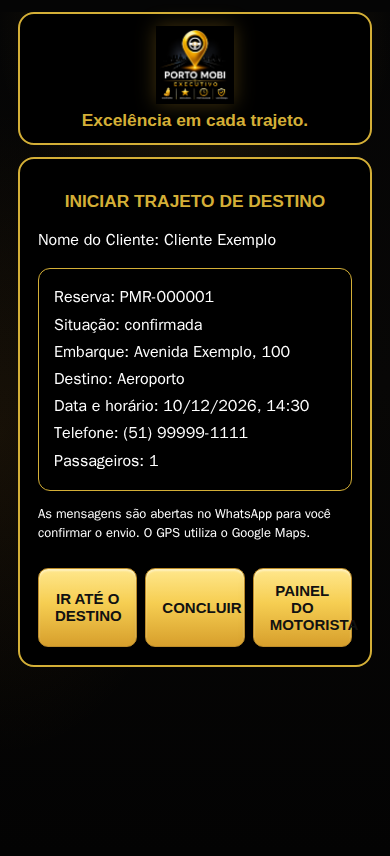 PORTO MOBI
EXECUTIVO
Excelência em cada trajeto.
INICIAR TRAJETO DE DESTINO
Nome do Cliente: Cliente Exemplo
Reserva: PMR-000001
Situação: confirmada
Embarque: Avenida Exemplo, 100
Destino: Aeroporto
Data e horário: 10/12/2026, 14:30
Telefone: (51) 99999-1111
Passageiros: 1
As mensagens são abertas no WhatsApp para você
confirmar o envio. O GPS utiliza o Google Maps.
IR ATÉ O
DESTINO
CONCLUIR
PAINEL
DO
MOTORISTA